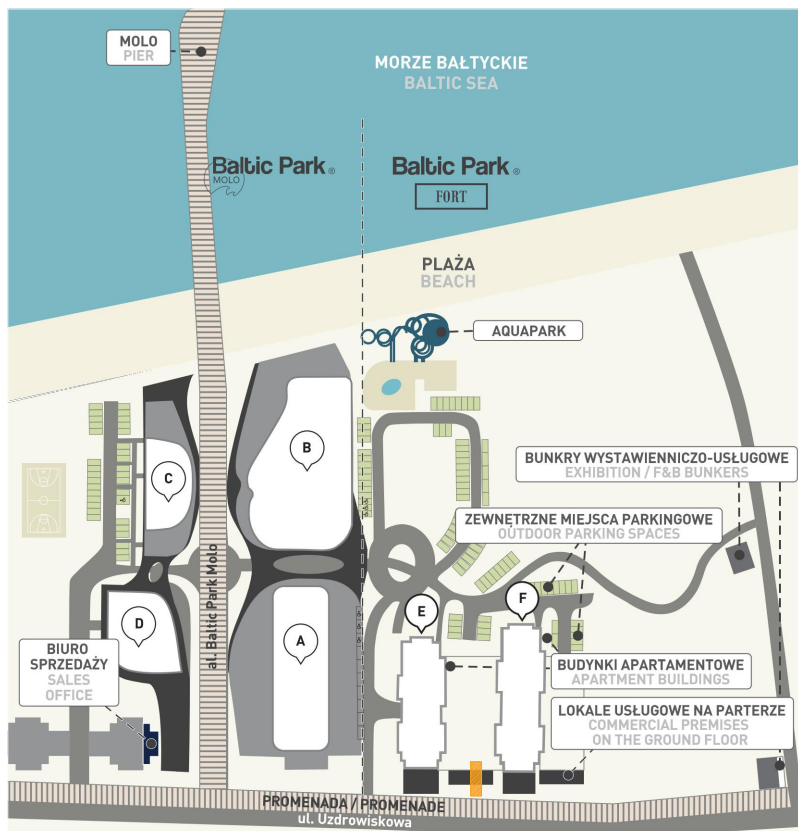 MOLO
PIER
MORZE BAŁTYCKIE
BALTIC SEA
Baltic Park ®
MOLO
Baltic Park ®
FORT
PLAŻA
BEACH
AQUAPARK
B
C
BUNKRY WYSTAWIENNICZO-USŁUGOWE
EXHIBITION / F&B BUNKERS
ZEWNĘTRZNE MIEJSCA PARKINGOWE
OUTDOOR PARKING SPACES
al. Baltic Park Molo
D
A
E
F
BIURO
SPRZEDAŻY
SALES
OFFICE
BUDYNKI APARTAMENTOWE
APARTMENT BUILDINGS
LOKALE USŁUGOWE NA PARTERZE
COMMERCIAL PREMISES
ON THE GROUND FLOOR
PROMENADA / PROMENADE
ul. Uzdrowiskowa